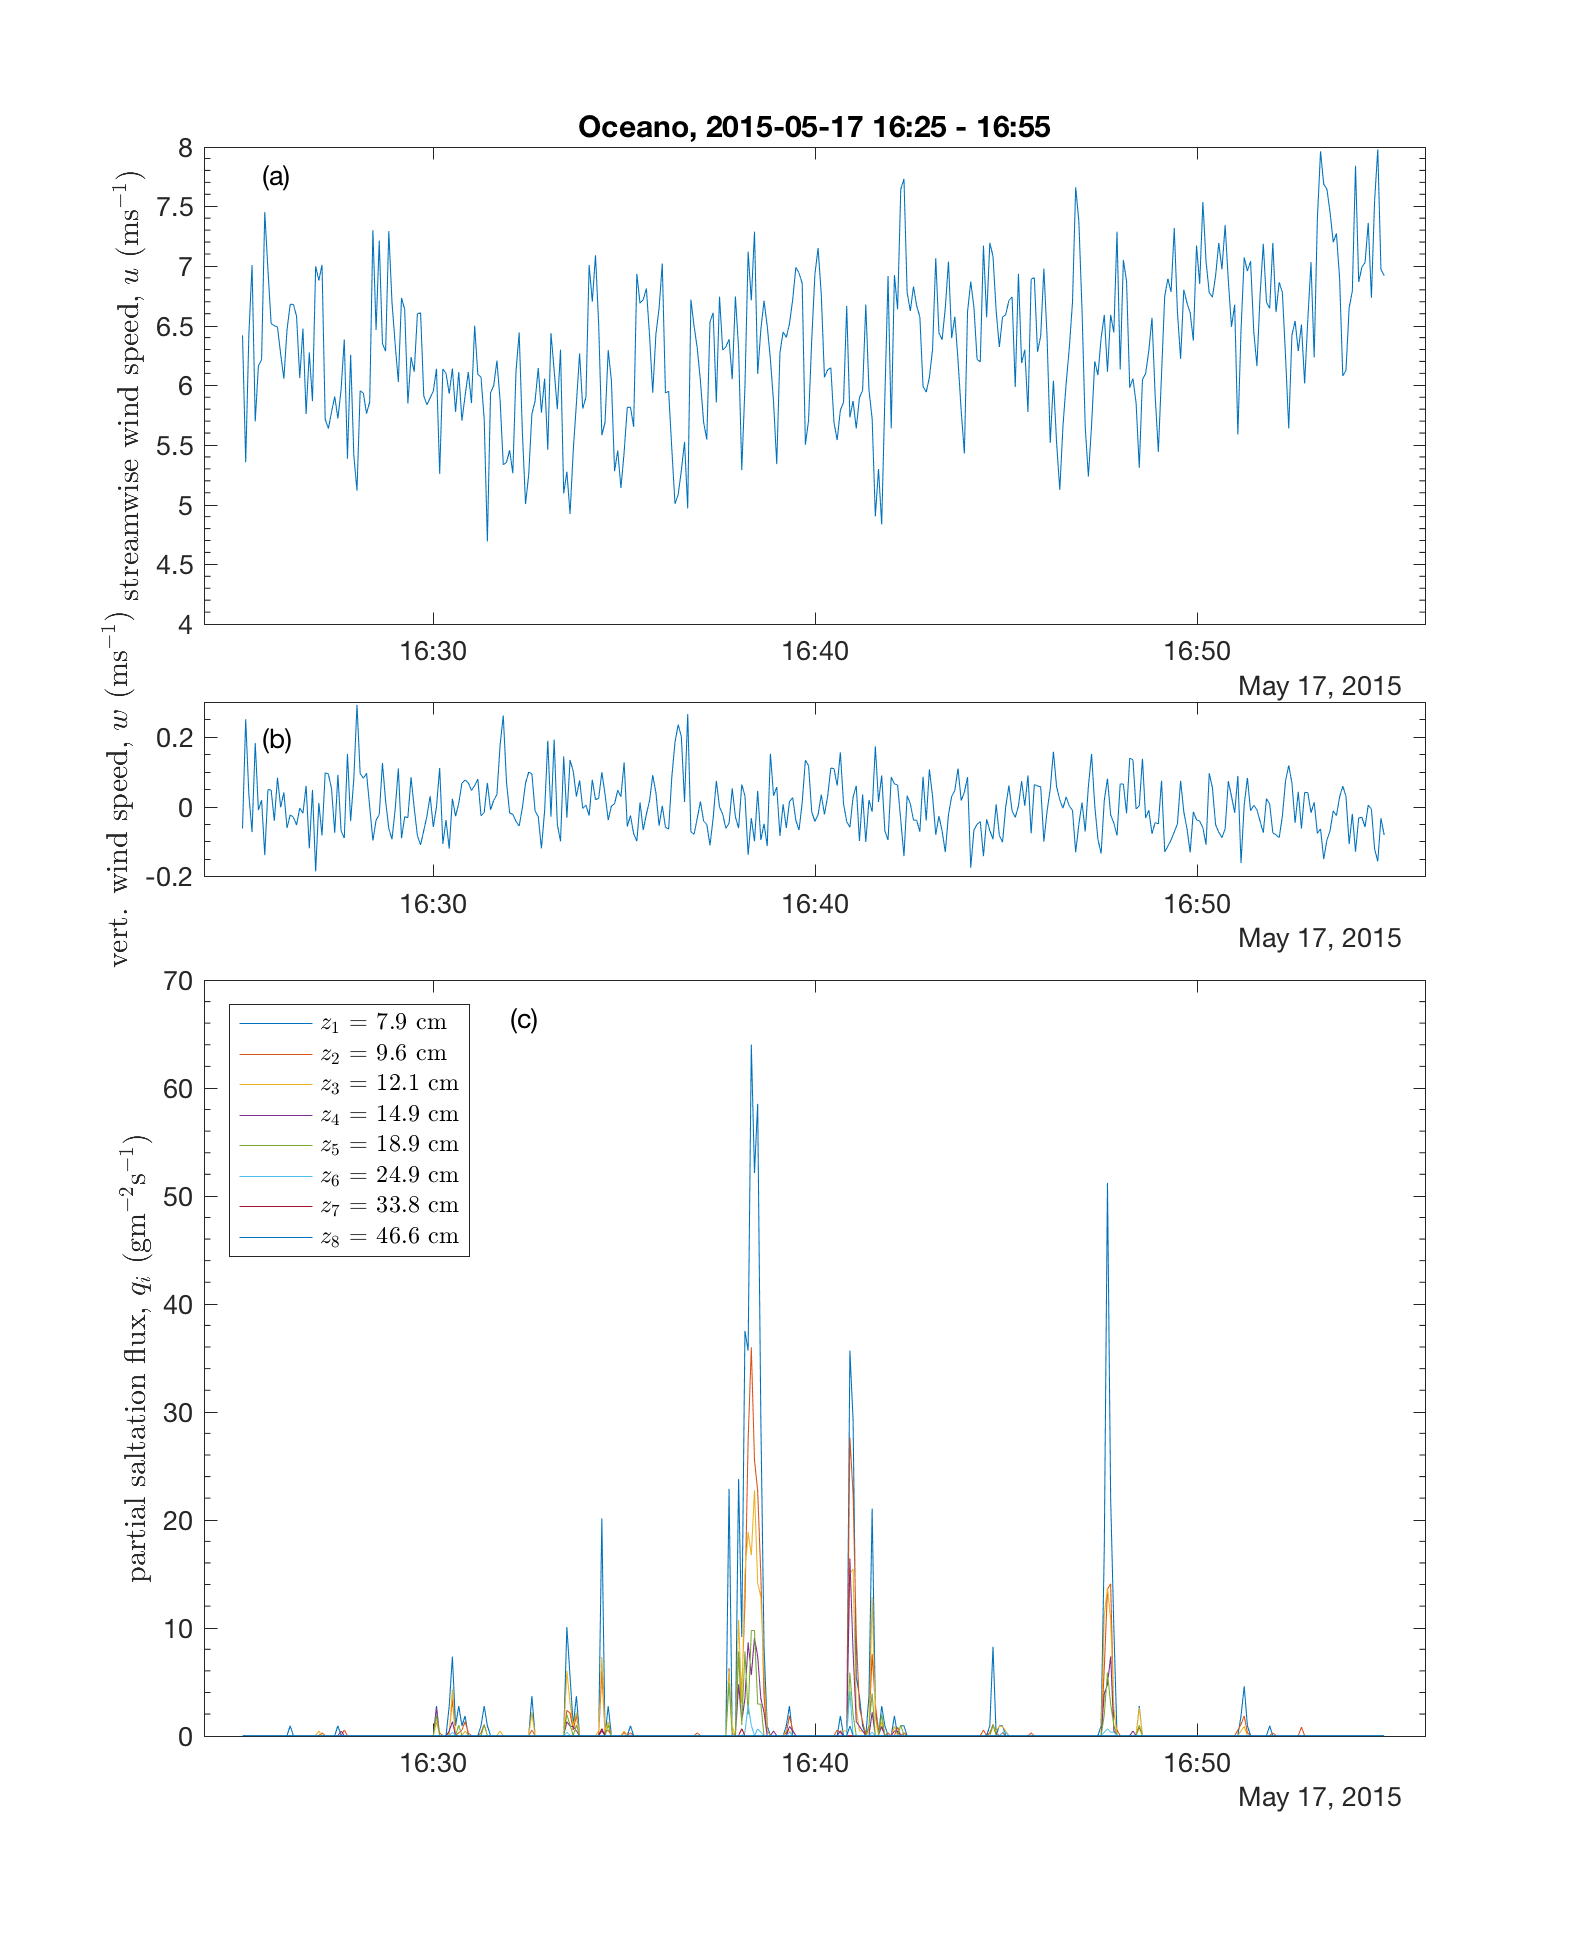 Oceano, 2015-05-17 16:25 - 16:55
(a)
streamwise wind speed, u (ms⁻¹)
8
7.5
7
6.5
6
5.5
5
4.5
4
16:30 16:40 16:50
May 17, 2015
(b)
vert. wind speed, w (ms⁻¹)
0.2
0
-0.2
16:30 16:40 16:50
May 17, 2015
(c)
partial saltation flux, qᵢ (gm⁻²s⁻¹)
70
60
50
40
30
20
10
0
z₁ = 7.9 cm
z₂ = 9.6 cm
z₃ = 12.1 cm
z₄ = 14.9 cm
z₅ = 18.9 cm
z₆ = 24.9 cm
z₇ = 33.8 cm
z₈ = 46.6 cm
16:30 16:40 16:50
May 17, 2015